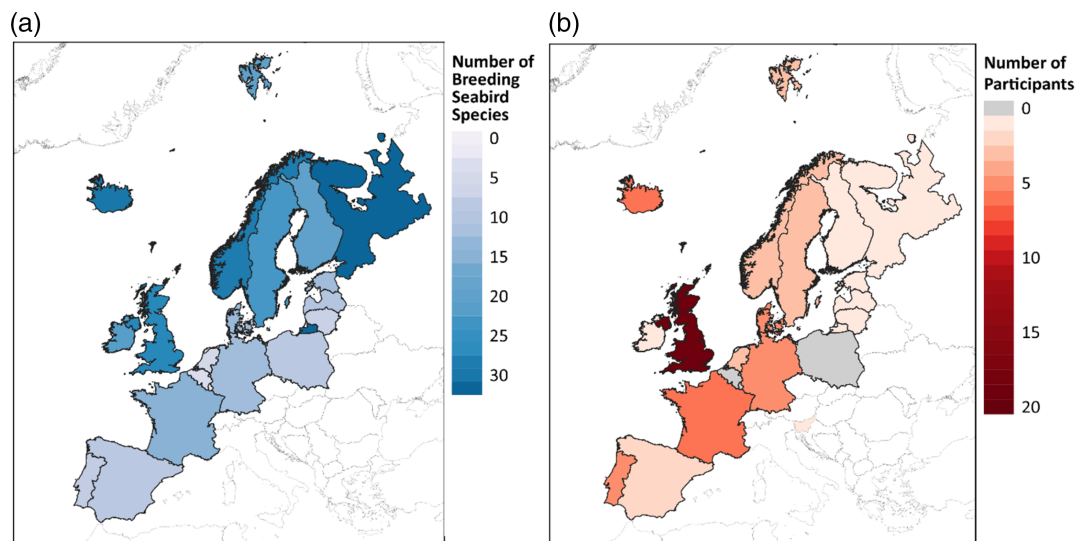 (a)
Number of
Breeding
Seabird
Species
0
5
10
15
20
25
30
(b)
Number of
Participants
0
5
10
15
20